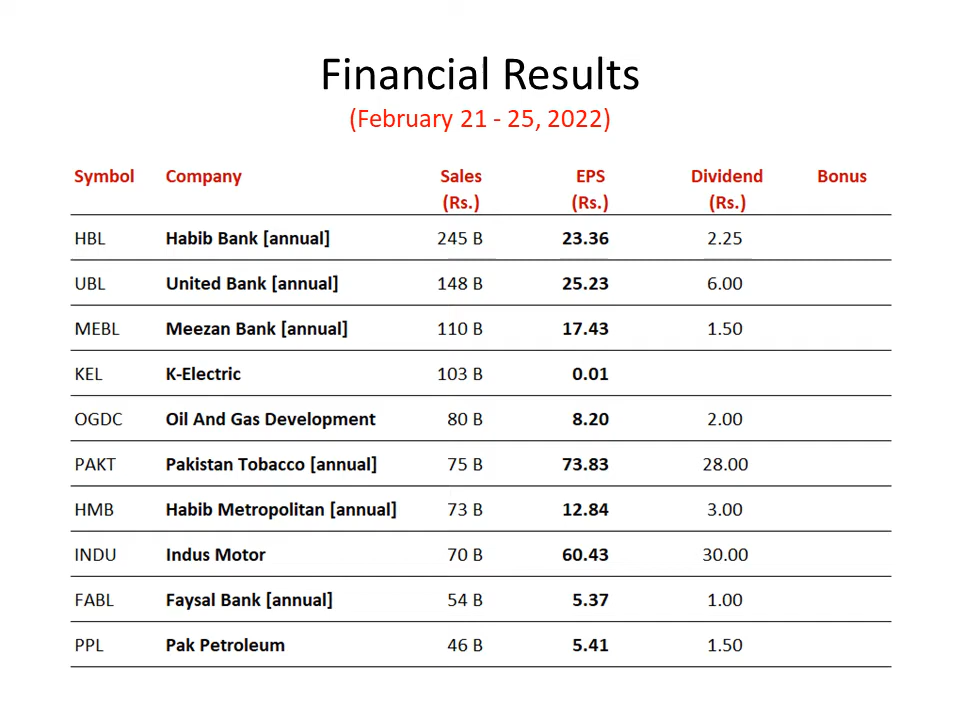 Financial Results
(February 21 - 25, 2022)
Symbol Company Sales EPS Dividend Bonus
(Rs.) (Rs.) (Rs.)
HBL Habib Bank [annual] 245 B 23.36 2.25
UBL United Bank [annual] 148 B 25.23 6.00
MEBL Meezan Bank [annual] 110 B 17.43 1.50
KEL K-Electric 103 B 0.01
OGDC Oil And Gas Development 80 B 8.20 2.00
PAKT Pakistan Tobacco [annual] 75 B 73.83 28.00
HMB Habib Metropolitan [annual] 73 B 12.84 3.00
INDU Indus Motor 70 B 60.43 30.00
FABL Faysal Bank [annual] 54 B 5.37 1.00
PPL Pak Petroleum 46 B 5.41 1.50